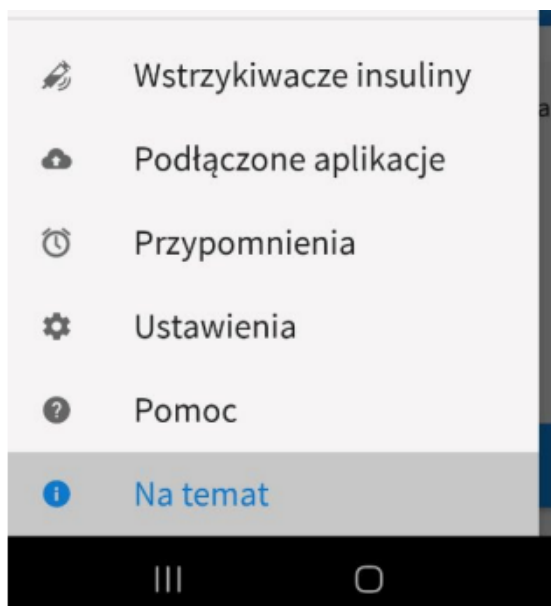 Wstrzykiwacze insuliny
Podłączone aplikacje
Przypomnienia
Ustawienia
Pomoc
Na temat
a